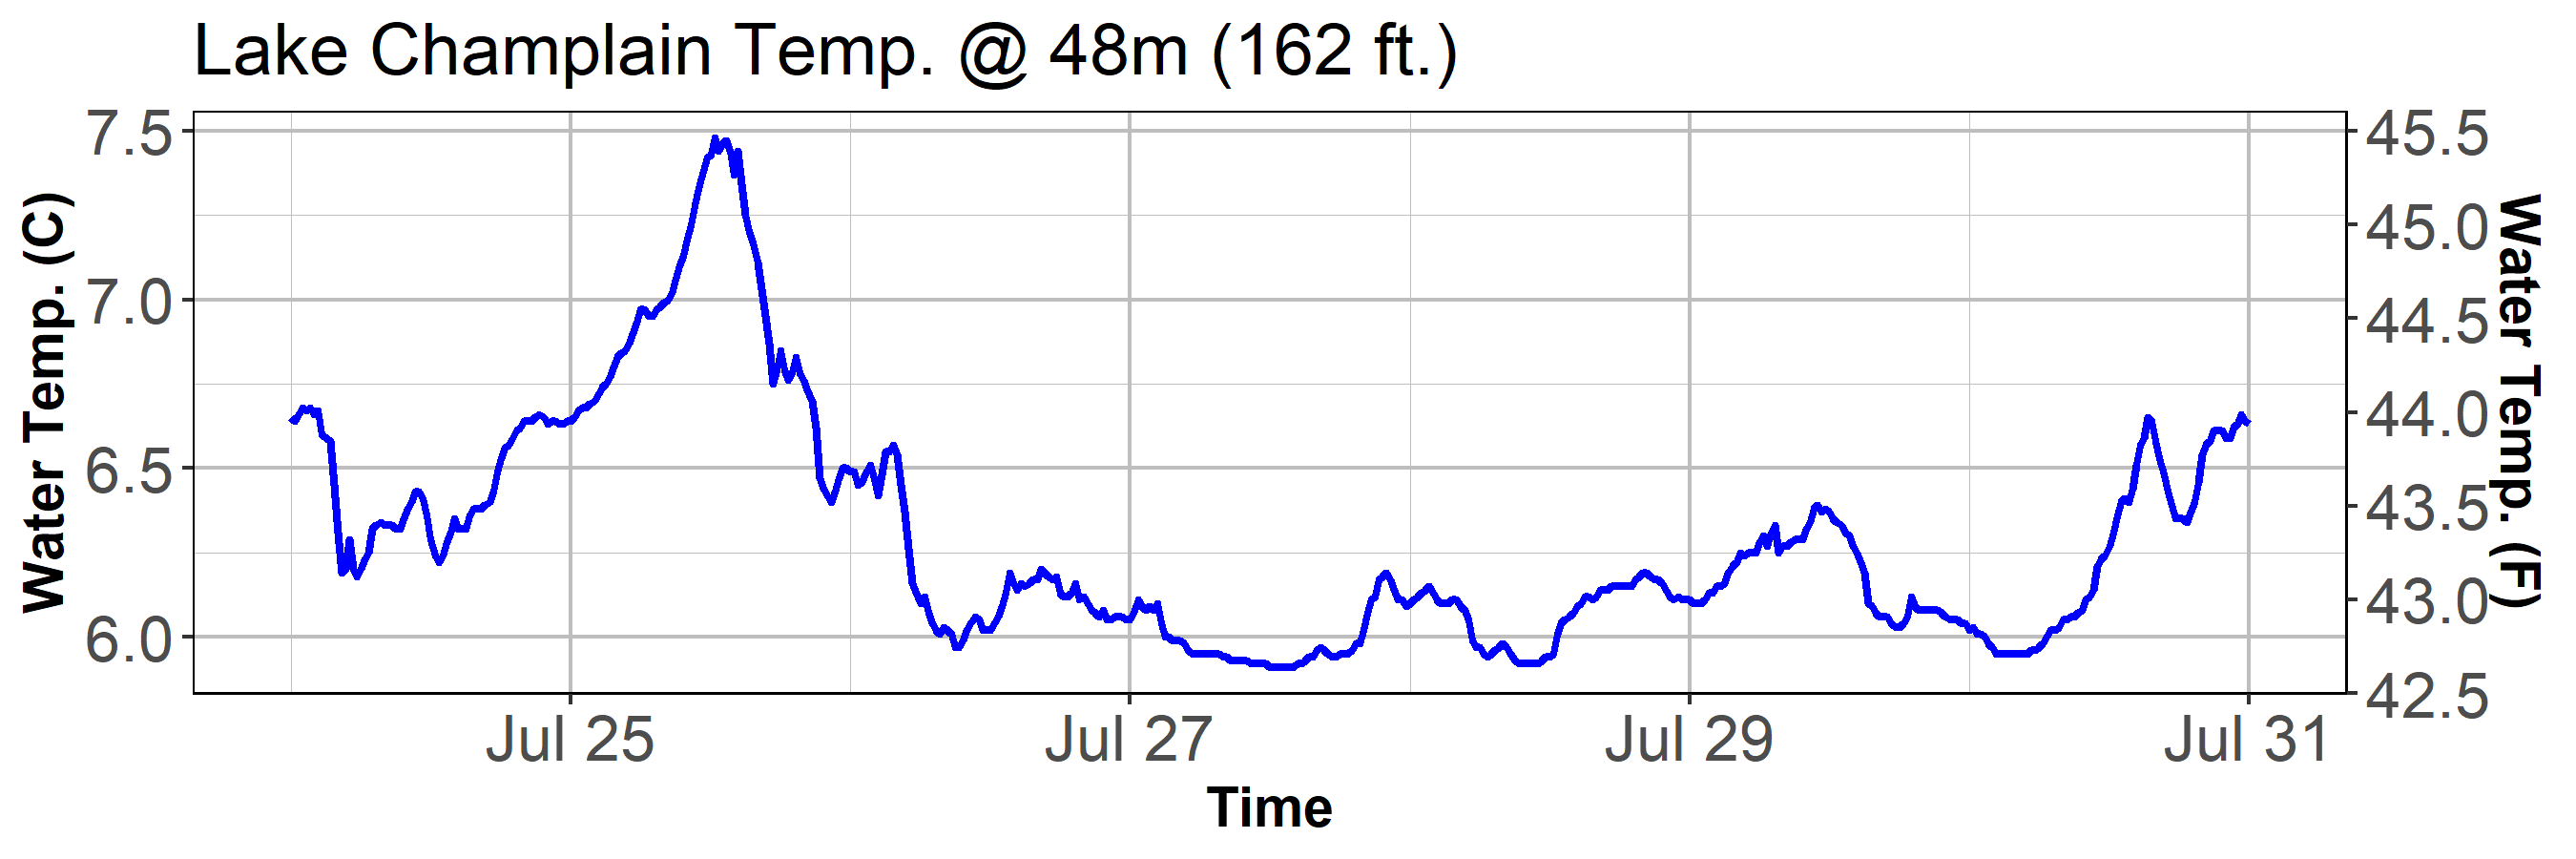 Lake Champlain Temp. @ 48m (162 ft.)
Water Temp. (C)
7.5
7.0
6.5
6.0
45.5
45.0
44.5
44.0
43.5
43.0
42.5
Water Temp. (F)
Jul 25 Jul 27 Jul 29 Jul 31
Time